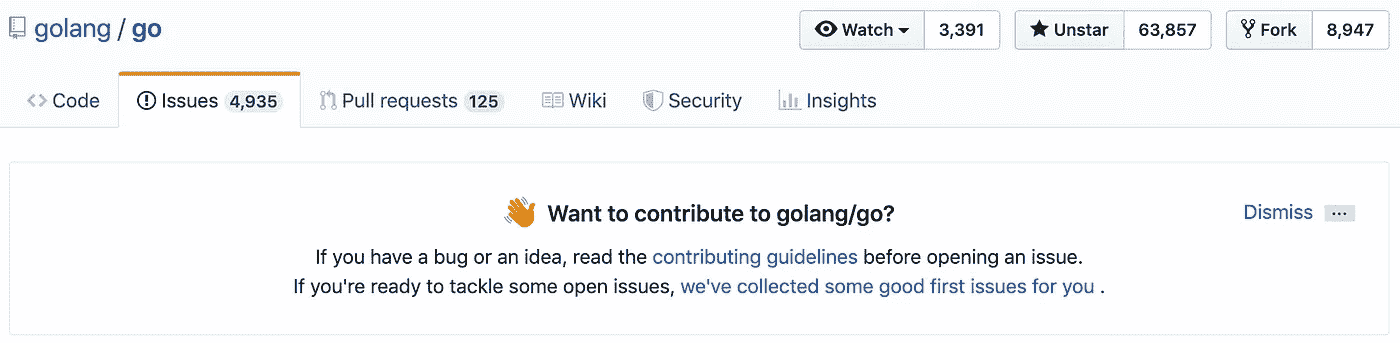 golang / go
Watch 3,391 Unstar 63,857 Fork 8,947
Code Issues 4,935 Pull requests 125 Wiki Security Insights
Want to contribute to golang/go?
Dismiss ...
If you have a bug or an idea, read the contributing guidelines before opening an issue.
If you're ready to tackle some open issues, we've collected some good first issues for you .